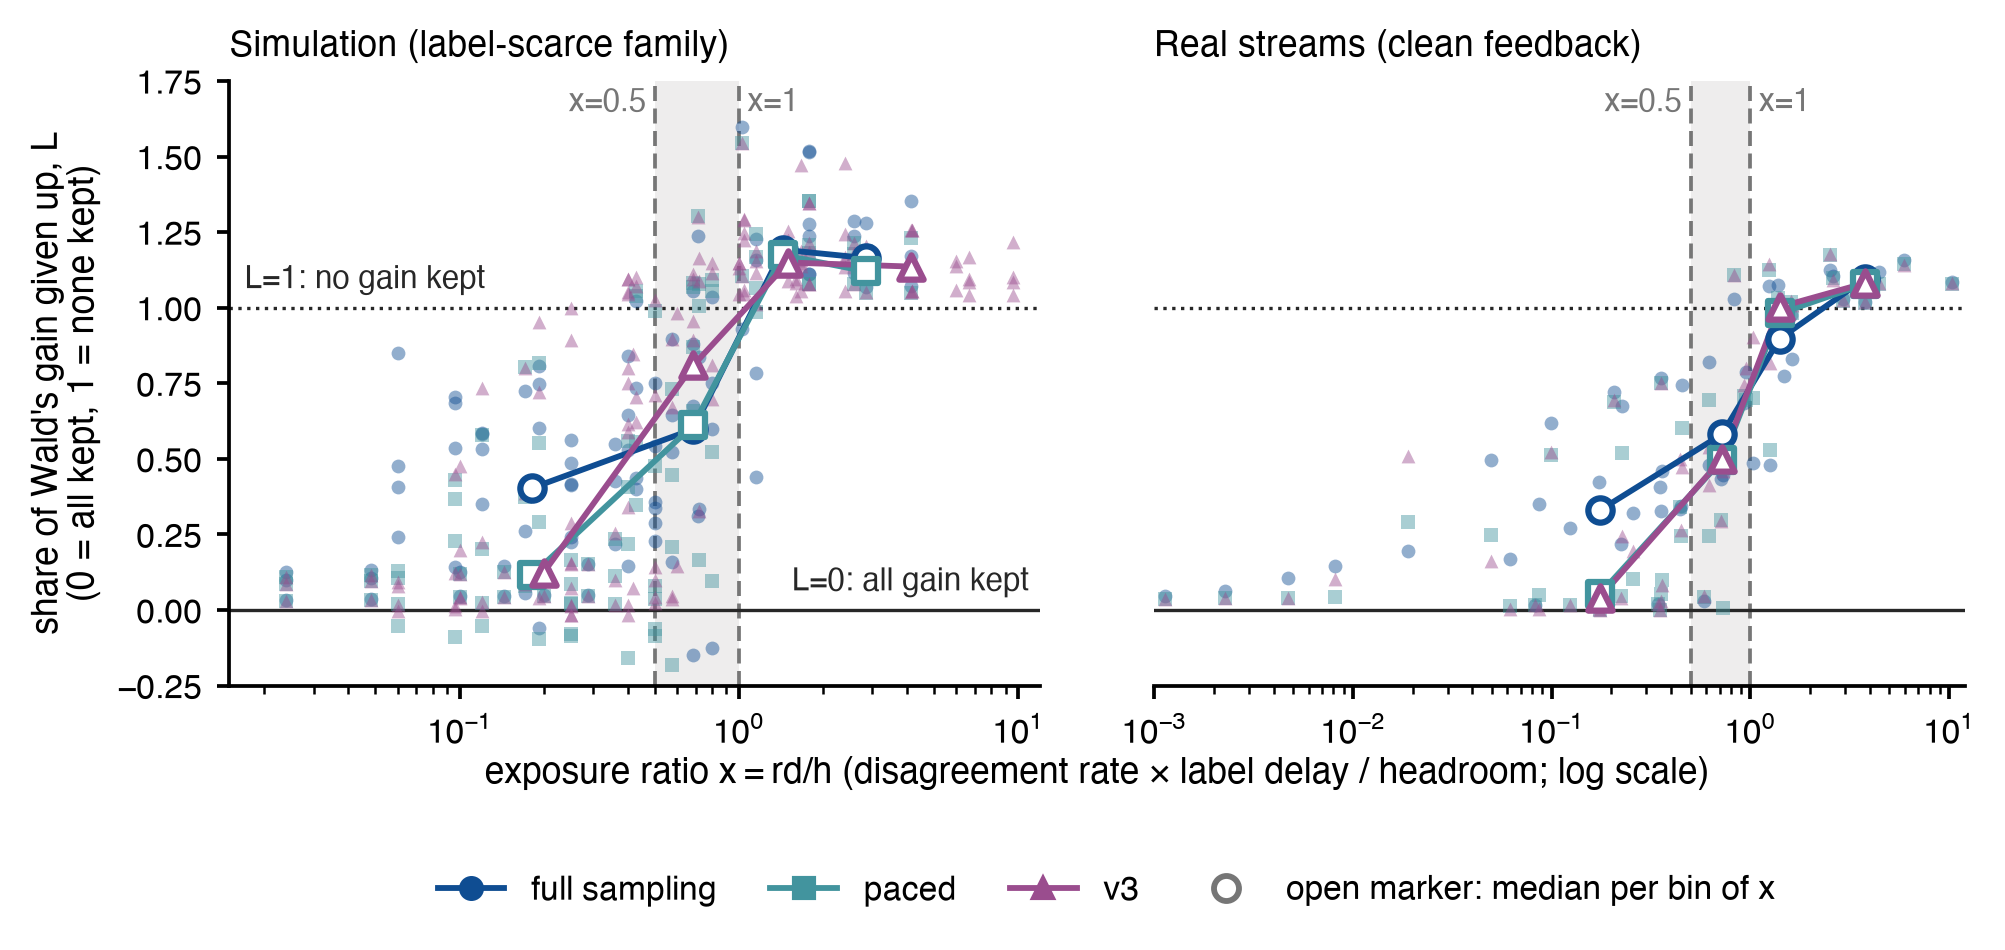 Simulation (label-scarce family)
Real streams (clean feedback)
share of Wald's gain given up, L
(0 = all kept, 1 = none kept)
1.75
1.50
1.25
1.00
0.75
0.50
0.25
0.00
−0.25
x=0.5
x=1
L=1: no gain kept
L=0: all gain kept
x=0.5
x=1
10⁻¹
10⁰
10¹
10⁻³
10⁻²
10⁻¹
10⁰
10¹
exposure ratio x = rd/h (disagreement rate × label delay / headroom; log scale)
full sampling
paced
v3
open marker: median per bin of x